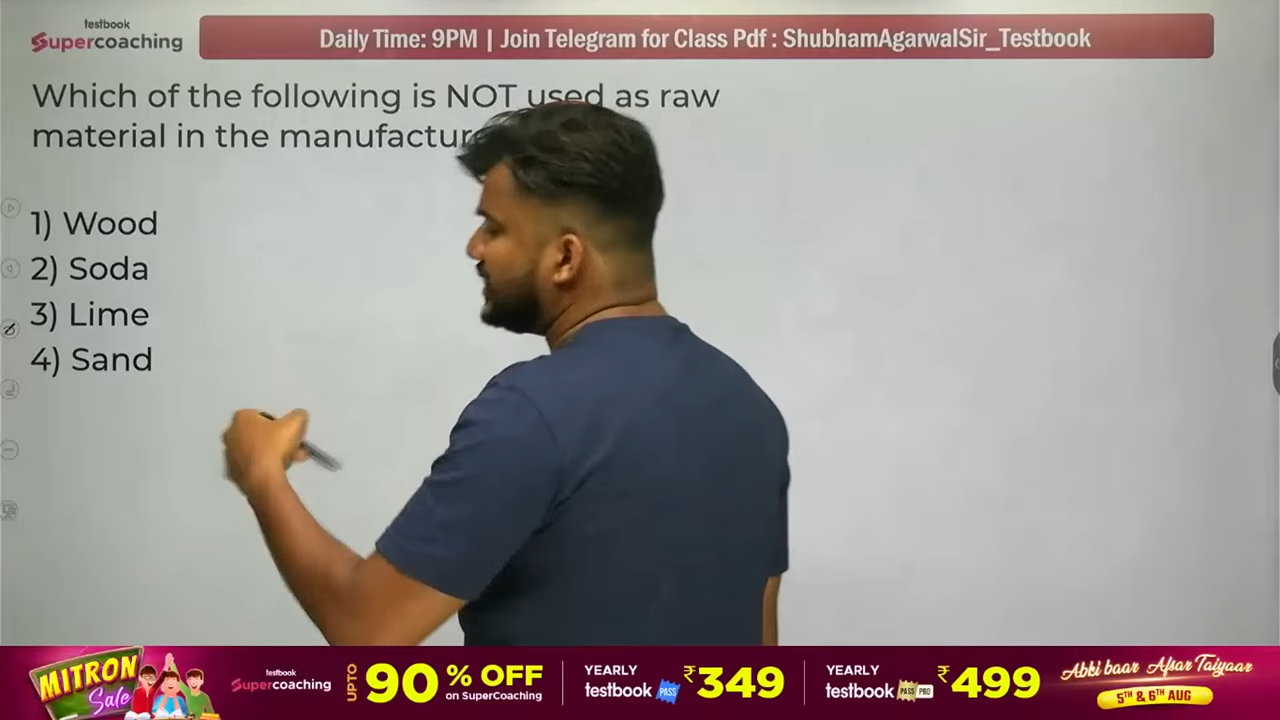 testbook
Supercoaching
Daily Time: 9PM | Join Telegram for Class Pdf : ShubhamAgarwalSir_Testbook
Which of the following is NOT used as raw
material in the manufactur
1) Wood
2) Soda
3) Lime
4) Sand
MITRON
Sale
testbook
Supercoaching
UPTO
90 % OFF
on SuperCoaching
YEARLY
testbook PASS
₹349
YEARLY
testbook PASS PRO
₹499
Abki baar Afsar Taiyaar
5TH & 6TH AUG